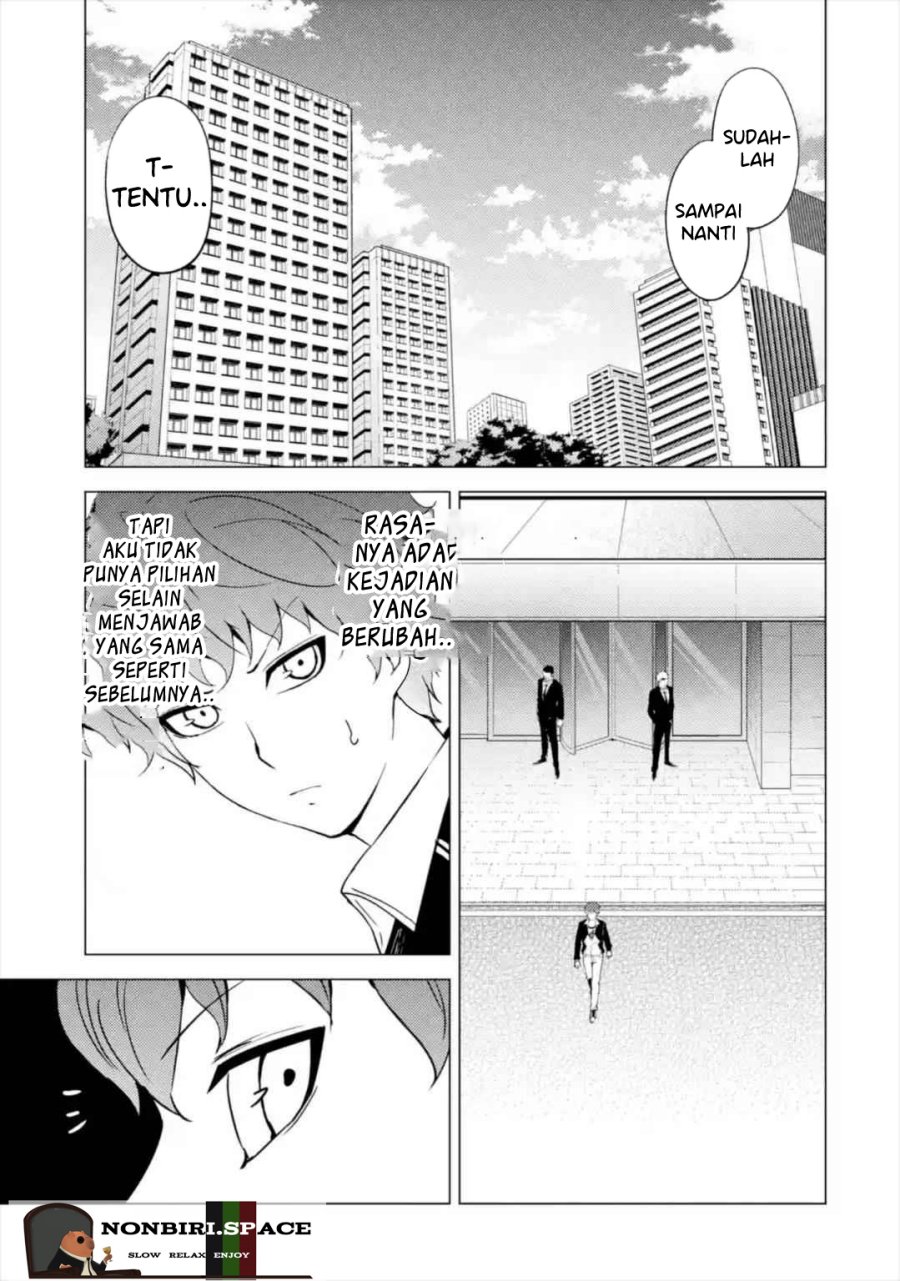 SUDAH-
LAH
SAMPAI
NANTI
T-
TENTU..
RASA-
NYA ADA
KEJADIAN
YANG
BERUBAH..
TAPI
AKU TIDAK
PUNYA PILIHAN
SELAIN
MENJAWAB
YANG SAMA
SEPERTI
SEBELUMNYA..
NONBIRI.SPACE
SLOW RELAX ENJOY